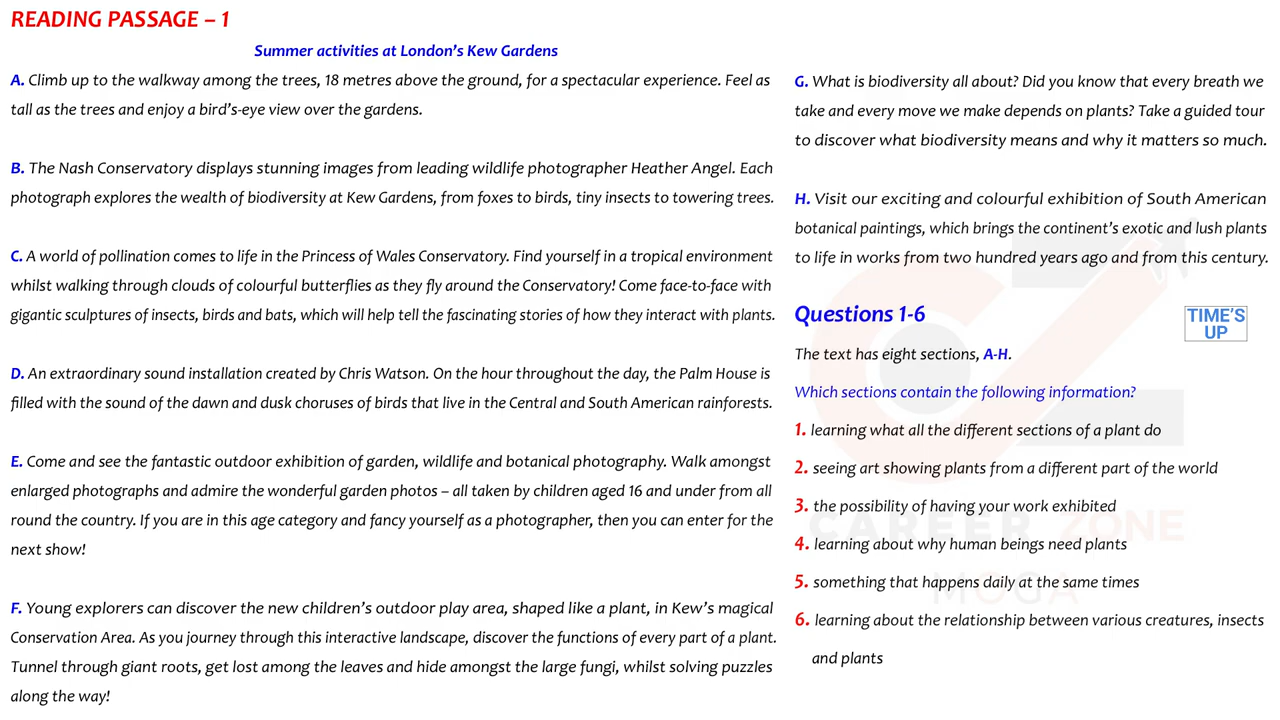 READING PASSAGE – 1
Summer activities at London's Kew Gardens
A. Climb up to the walkway among the trees, 18 metres above the ground, for a spectacular experience. Feel as
tall as the trees and enjoy a bird's-eye view over the gardens.
B. The Nash Conservatory displays stunning images from leading wildlife photographer Heather Angel. Each
photograph explores the wealth of biodiversity at Kew Gardens, from foxes to birds, tiny insects to towering trees.
C. A world of pollination comes to life in the Princess of Wales Conservatory. Find yourself in a tropical environment
whilst walking through clouds of colourful butterflies as they fly around the Conservatory! Come face-to-face with
gigantic sculptures of insects, birds and bats, which will help tell the fascinating stories of how they interact with plants.
D. An extraordinary sound installation created by Chris Watson. On the hour throughout the day, the Palm House is
filled with the sound of the dawn and dusk choruses of birds that live in the Central and South American rainforests.
E. Come and see the fantastic outdoor exhibition of garden, wildlife and botanical photography. Walk amongst
enlarged photographs and admire the wonderful garden photos – all taken by children aged 16 and under from all
round the country. If you are in this age category and fancy yourself as a photographer, then you can enter for the
next show!
F. Young explorers can discover the new children's outdoor play area, shaped like a plant, in Kew's magical
Conservation Area. As you journey through this interactive landscape, discover the functions of every part of a plant.
Tunnel through giant roots, get lost among the leaves and hide amongst the large fungi, whilst solving puzzles
along the way!
G. What is biodiversity all about? Did you know that every breath we
take and every move we make depends on plants? Take a guided tour
to discover what biodiversity means and why it matters so much.
H. Visit our exciting and colourful exhibition of South American
botanical paintings, which brings the continent's exotic and lush plants
to life in works from two hundred years ago and from this century.
Questions 1-6
TIME'S
UP
The text has eight sections, A-H.
Which sections contain the following information?
1. learning what all the different sections of a plant do
2. seeing art showing plants from a different part of the world
3. the possibility of having your work exhibited
CAREER ZONE
4. learning about why human beings need plants
5. something that happens daily at the same times
MOGA
6. learning about the relationship between various creatures, insects
and plants